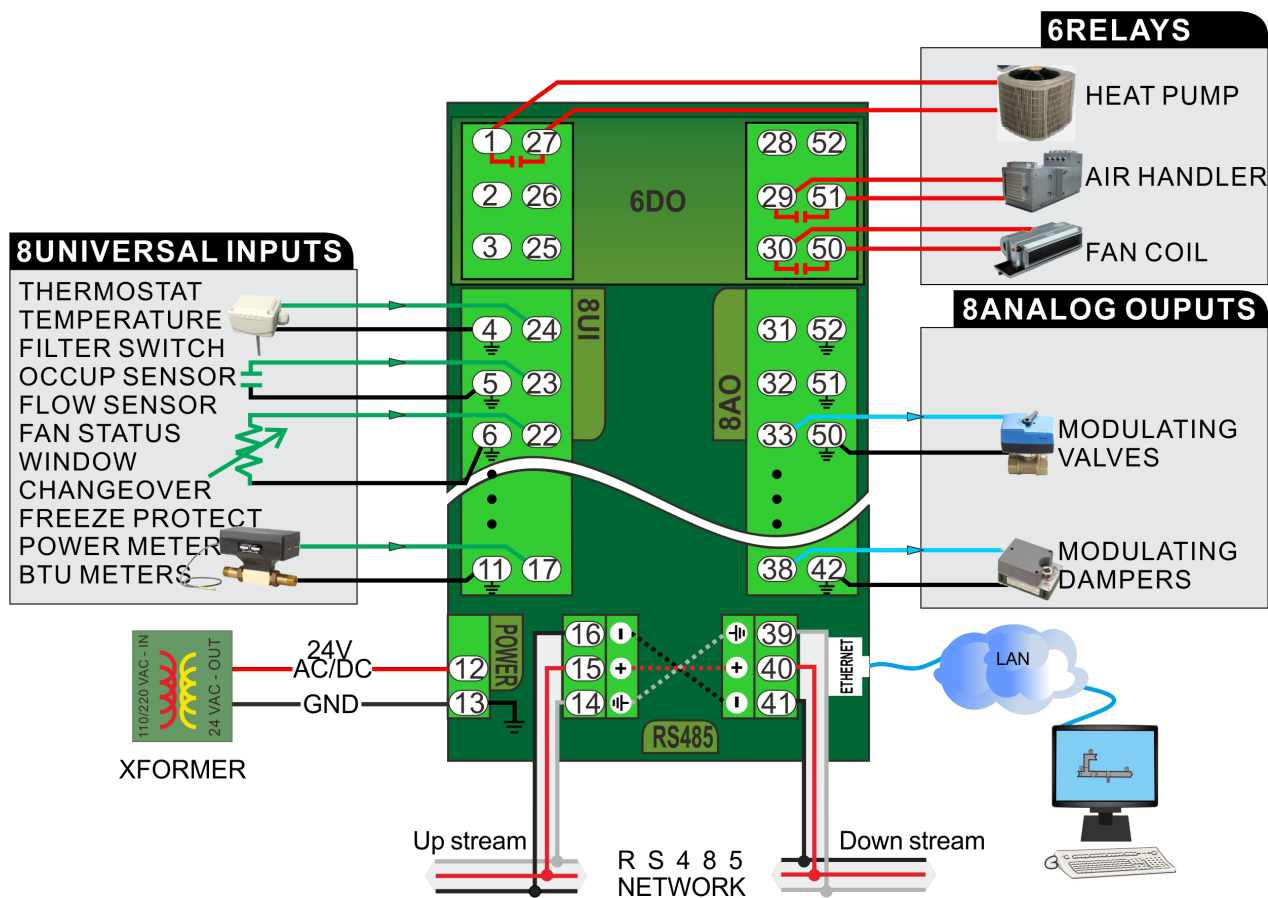 6RELAYS
HEAT PUMP
AIR HANDLER
FAN COIL
1 27
2 26
3 25
6DO
28 52
29 51
30 50
8UNIVERSAL INPUTS
THERMOSTAT
TEMPERATURE
FILTER SWITCH
OCCUP SENSOR
FLOW SENSOR
FAN STATUS
WINDOW
CHANGEOVER
FREEZE PROTECT
POWER METER
BTU METERS
8UI
4 24
5 23
6 22
11 17
8AO
31 52
32 51
33 50
38 42
8ANALOG OUPUTS
MODULATING
VALVES
MODULATING
DAMPERS
110/220 VAC - IN
24 VAC - OUT
XFORMER
24V
AC/DC
GND
12
13
POWER
16 -
15 +
14
39
+ 40
- 41
RS485
ETHERNET
LAN
Up stream
R S 4 8 5
NETWORK
Down stream